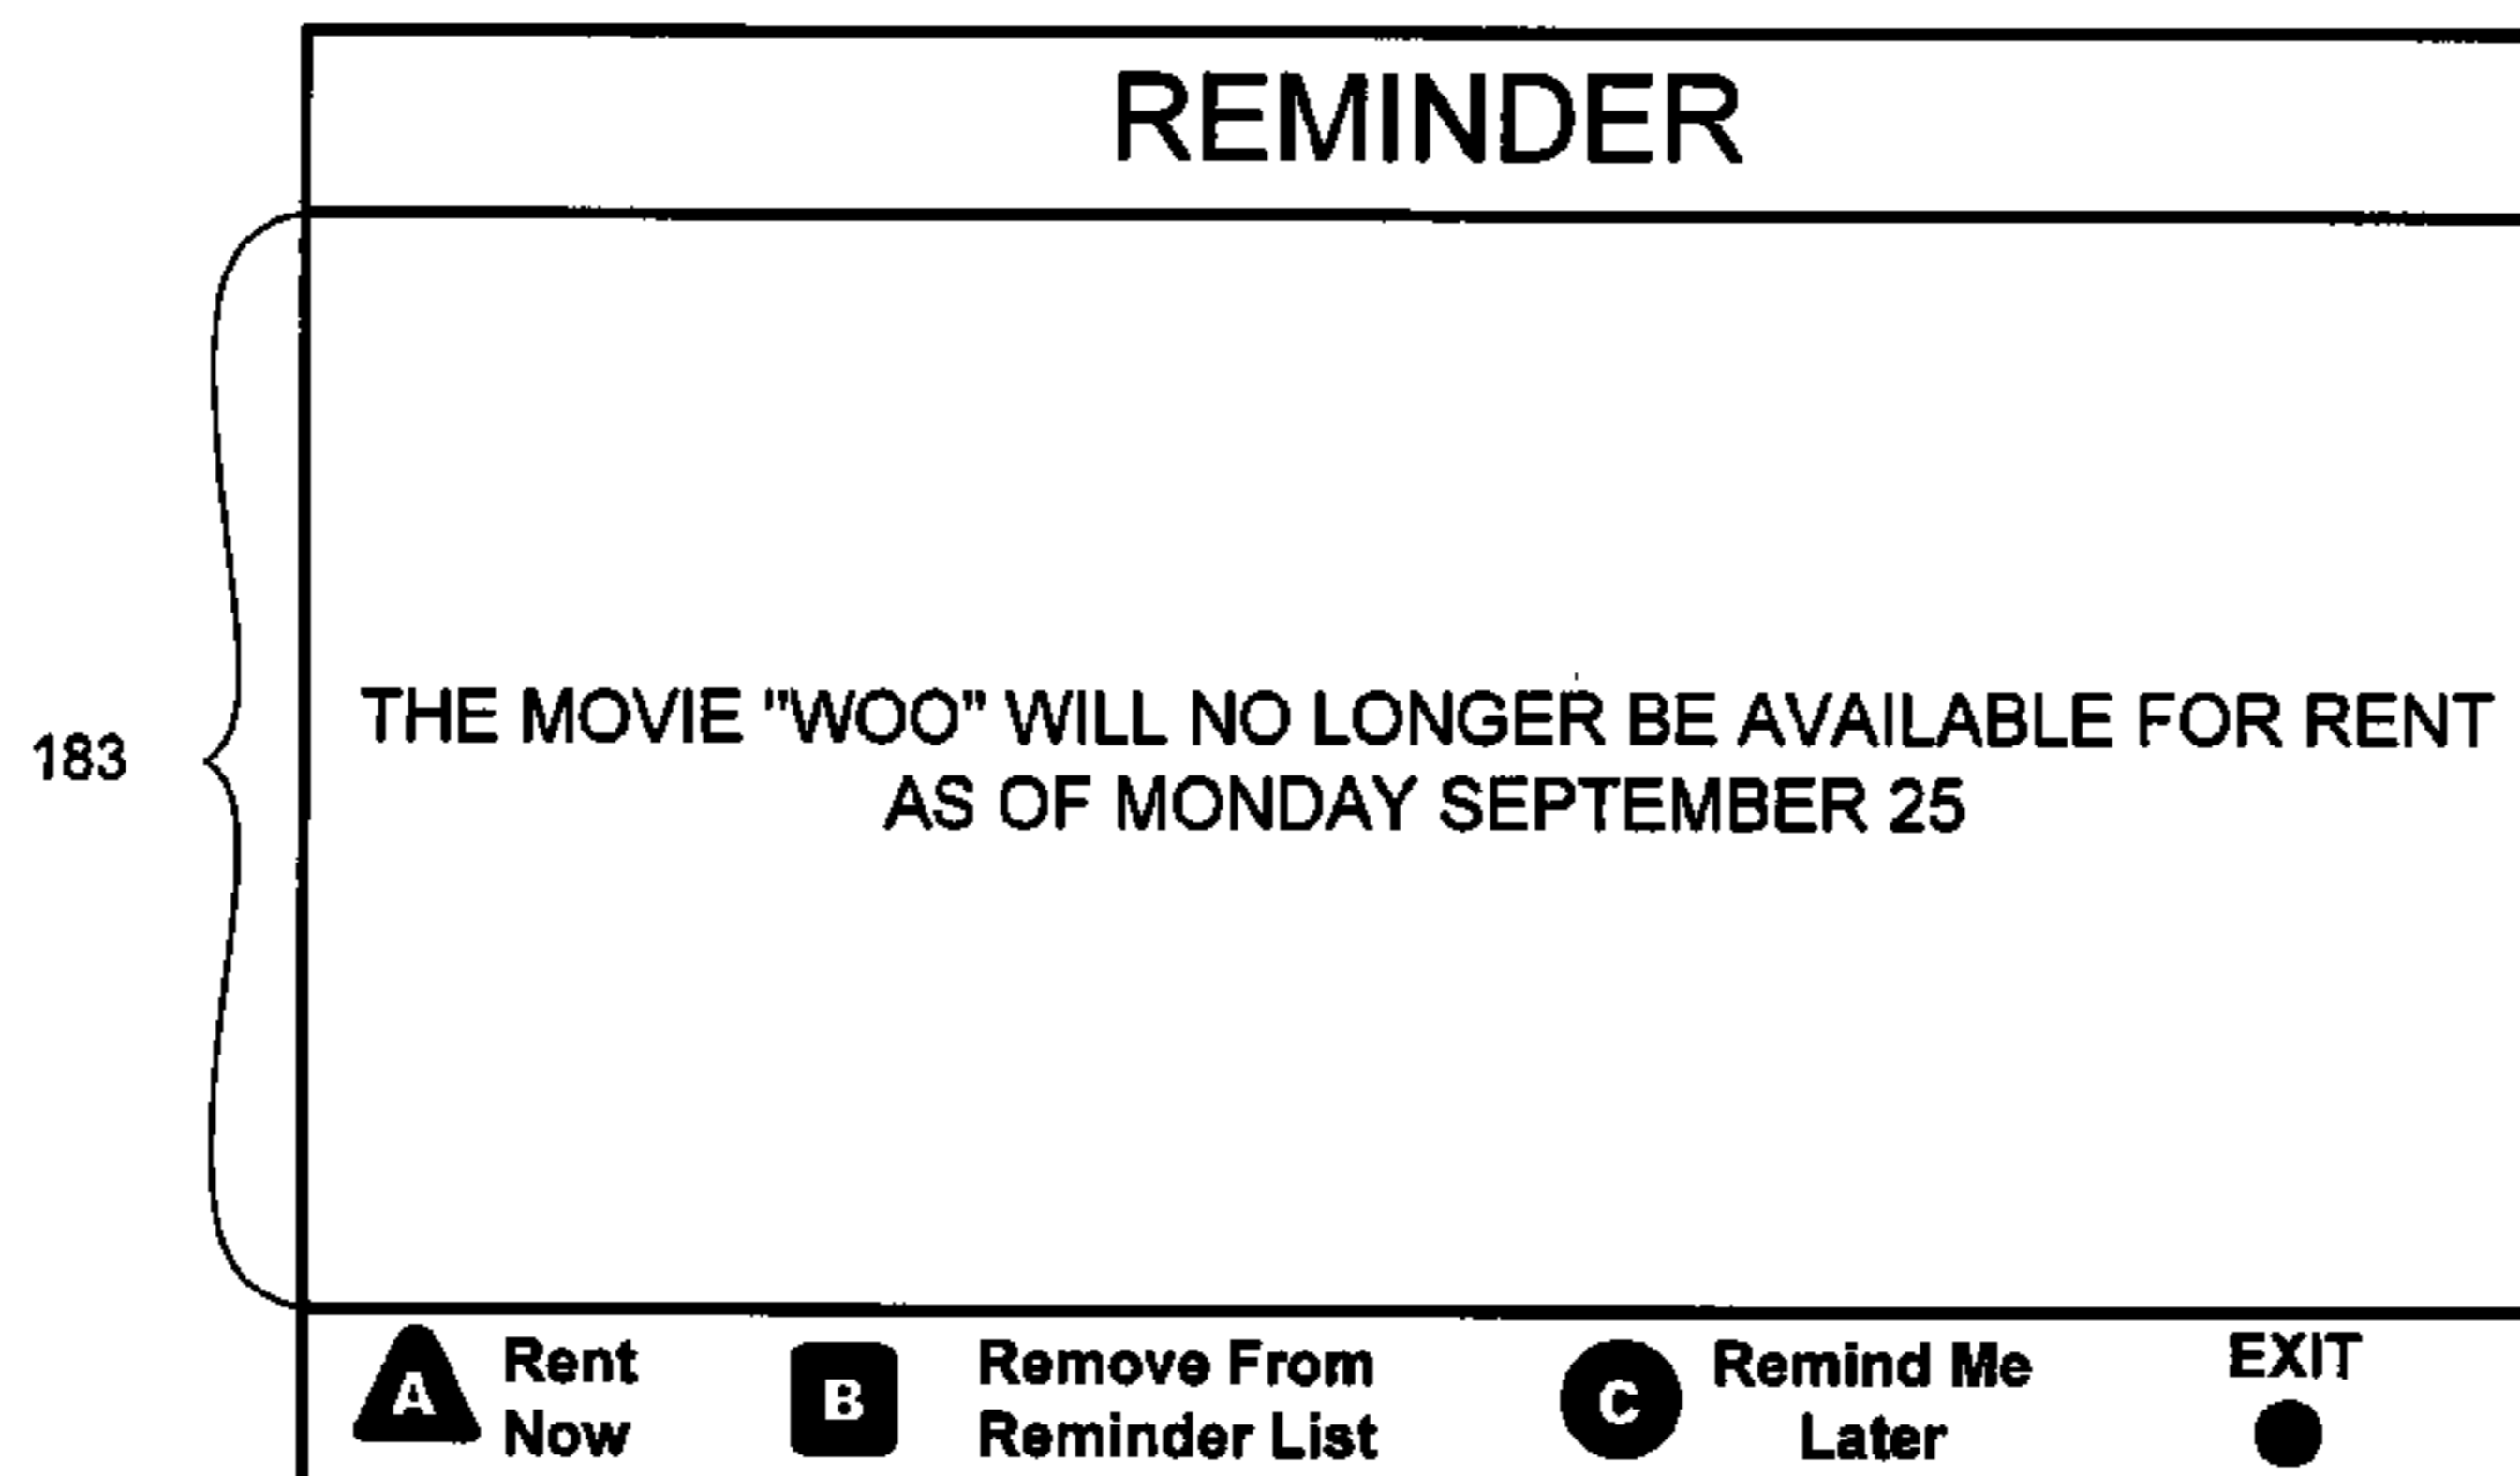 REMINDER
183
THE MOVIE "WOO" WILL NO LONGER BE AVAILABLE FOR RENT
AS OF MONDAY SEPTEMBER 25
A Rent Now
B Remove From Reminder List
C Remind Me Later
EXIT